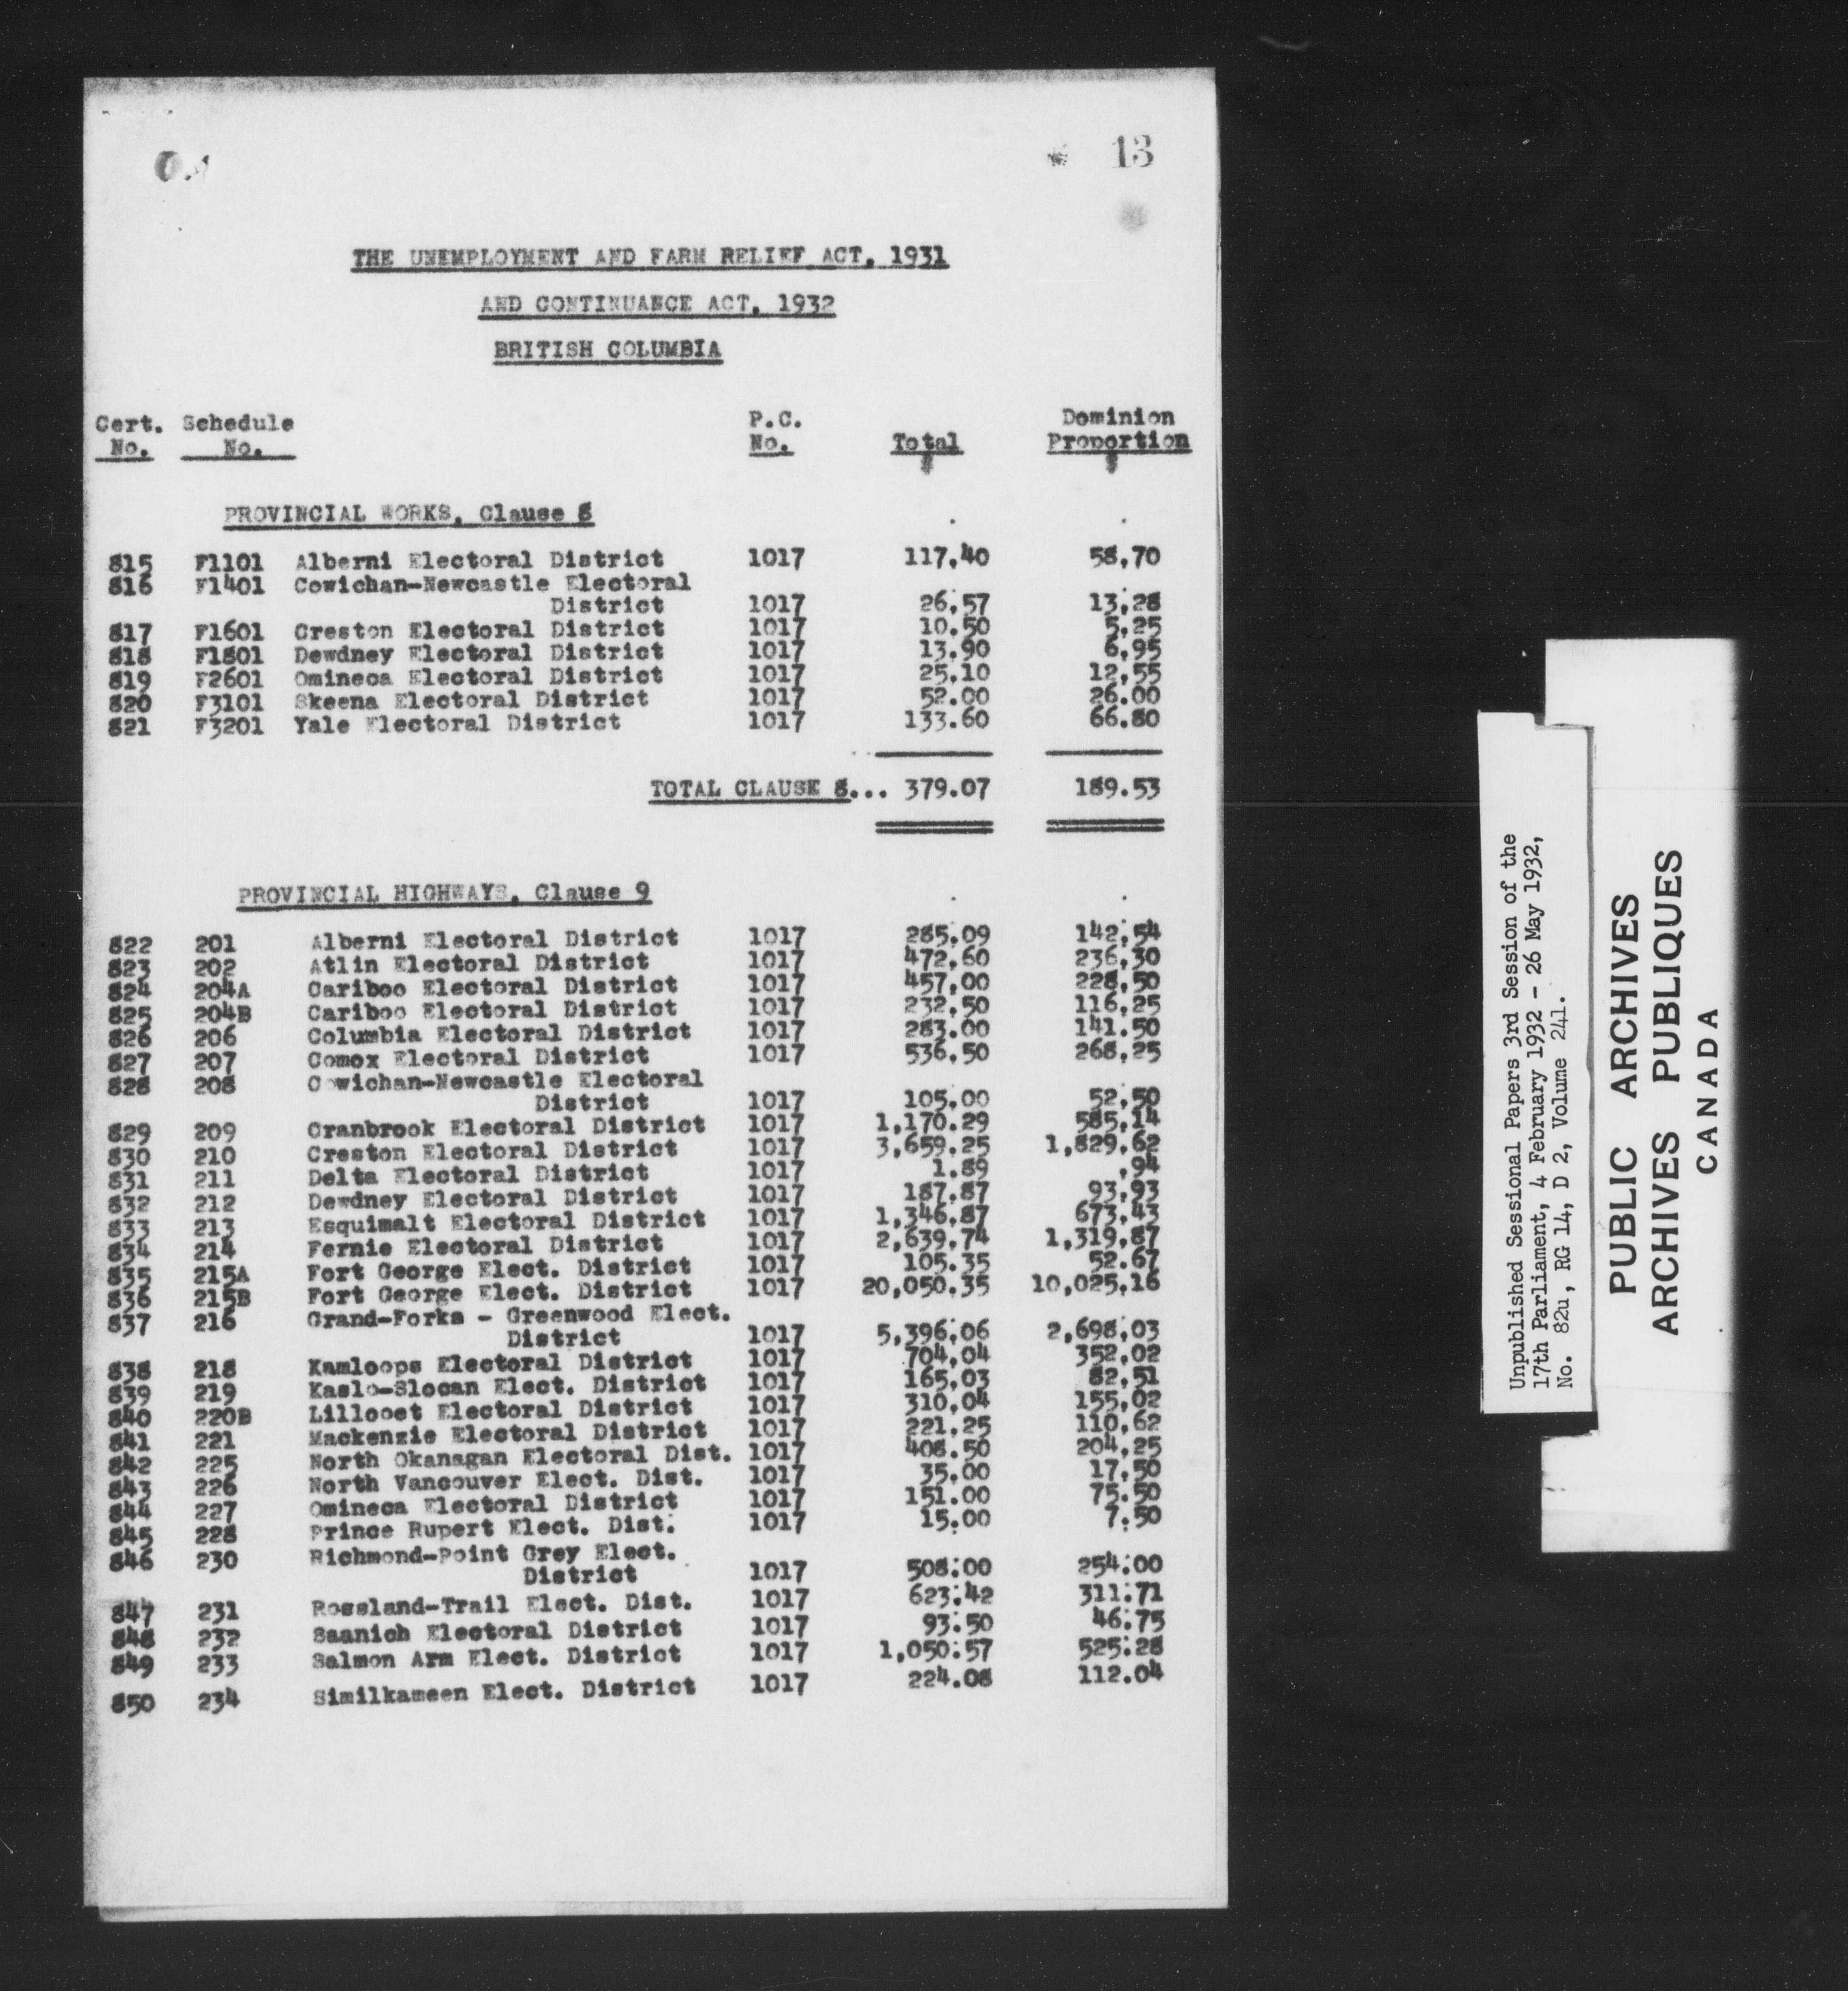 13
THE UNEMPLOYMENT AND FARM RELIEF ACT, 1931
AND CONTINUANCE ACT, 1932
BRITISH COLUMBIA
Cert. Schedule P.C. Dominion
No. No. No. Total Proportion
$ $
PROVINCIAL WORKS, Clause 8
815 F1101 Alberni Electoral District 1017 117.40 58.70
816 F1401 Cowichan-Newcastle Electoral
District 1017 26.57 13.28
817 F1601 Creston Electoral District 1017 10.50 5.25
818 F1801 Dewdney Electoral District 1017 13.90 6.95
819 F2601 Omineca Electoral District 1017 25.10 12.55
820 F3101 Skeena Electoral District 1017 52.00 26.00
821 F3201 Yale Electoral District 1017 133.60 66.80
TOTAL CLAUSE 8... 379.07 189.53
PROVINCIAL HIGHWAYS, Clause 9
822 201 Alberni Electoral District 1017 285.09 142.54
823 202 Atlin Electoral District 1017 472.60 236.30
824 204A Cariboo Electoral District 1017 457.00 228.50
825 204B Cariboo Electoral District 1017 232.50 116.25
826 206 Columbia Electoral District 1017 283.00 141.50
827 207 Comox Electoral District 1017 536.50 268.25
828 208 Cowichan-Newcastle Electoral
District 1017 105.00 52.50
829 209 Cranbrook Electoral District 1017 1,170.29 585.14
830 210 Creston Electoral District 1017 3,659.25 1,829.62
831 211 Delta Electoral District 1017 1.89 .94
832 212 Dewdney Electoral District 1017 187.87 93.93
833 213 Esquimalt Electoral District 1017 1,346.87 673.43
834 214 Fernie Electoral District 1017 2,639.74 1,319.87
835 215A Fort George Elect. District 1017 105.35 52.67
836 215B Fort George Elect. District 1017 20,050.35 10,025.16
837 216 Grand-Forks - Greenwood Elect.
District 1017 5,396.06 2,698.03
838 218 Kamloops Electoral District 1017 704.04 352.02
839 219 Kaslo-Slocan Elect. District 1017 165.03 82.51
840 220B Lillooet Electoral District 1017 310.04 155.02
841 221 Mackenzie Electoral District 1017 221.25 110.62
842 225 North Okanagan Electoral Dist. 1017 408.50 204.25
843 226 North Vancouver Elect. Dist. 1017 35.00 17.50
844 227 Omineca Electoral District 1017 151.00 75.50
845 228 Prince Rupert Elect. Dist. 1017 15.00 7.50
846 230 Richmond-Point Grey Elect.
District 1017 508.00 254.00
847 231 Rossland-Trail Elect. Dist. 1017 623.42 311.71
848 232 Saanich Electoral District 1017 93.50 46.75
849 233 Salmon Arm Elect. District 1017 1,050.57 525.28
850 234 Similkameen Elect. District 1017 224.08 112.04
Unpublished Sessional Papers 3rd Session of the
17th Parliament, 4 February 1932 - 26 May 1932,
No. 82u, RG 14, D 2, Volume 241.
PUBLIC ARCHIVES
ARCHIVES PUBLIQUES
CANADA